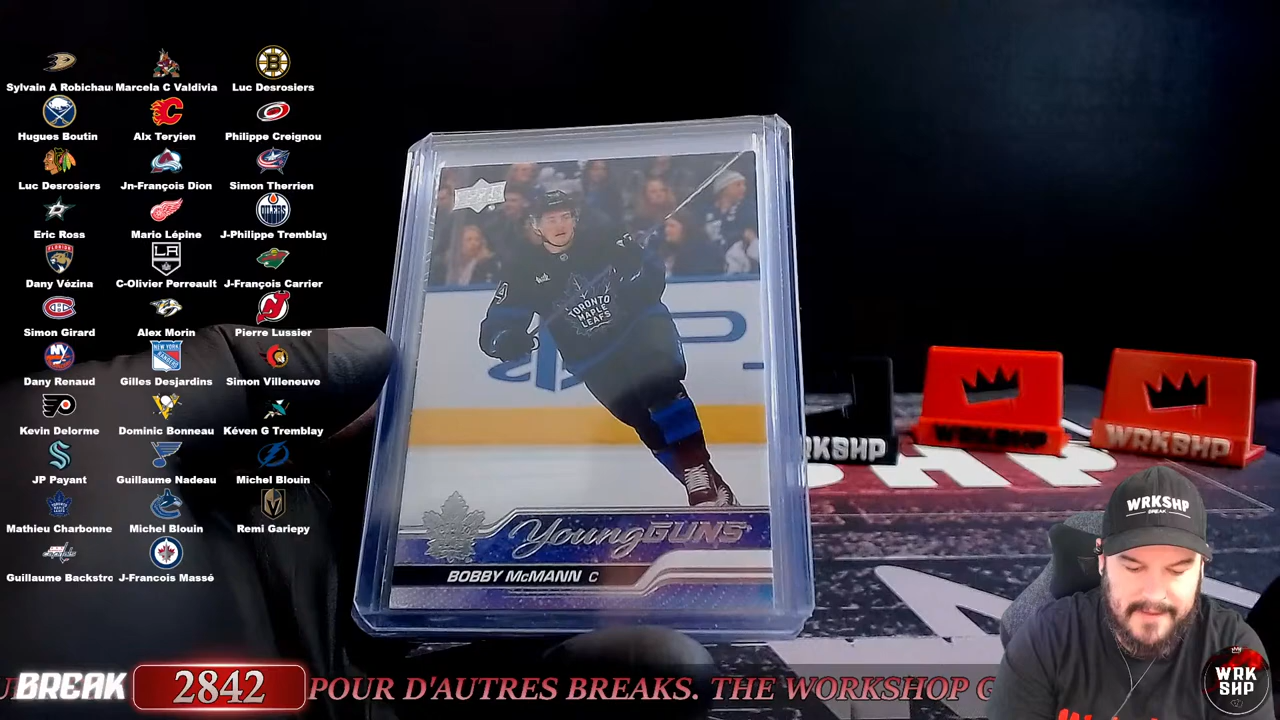 Sylvain A Robichau
Marcela C Valdivia
Luc Desrosiers
Hugues Boutin
Alx Teryien
Philippe Creignou
Luc Desrosiers
Jn-François Dion
Simon Therrien
Eric Ross
Mario Lépine
J-Philippe Tremblay
Dany Vézina
C-Olivier Perreault
J-François Carrier
Simon Girard
Alex Morin
Pierre Lussier
Dany Renaud
Gilles Desjardins
Simon Villeneuve
Kevin Delorme
Dominic Bonneau
Kéven G Tremblay
JP Payant
Guillaume Nadeau
Michel Blouin
Mathieu Charbonne
Michel Blouin
Remi Gariepy
Guillaume Backstro
J-Francois Massé
TORONTO
MAPLE
LEAFS
Young GUNS
BOBBY McMANN C
RKSHP
WRKSHP
WRKSHP
WRKSHP
BREAK
BREAK 2842
POUR D'AUTRES BREAKS. THE WORKSHOP G
WRK
SHP